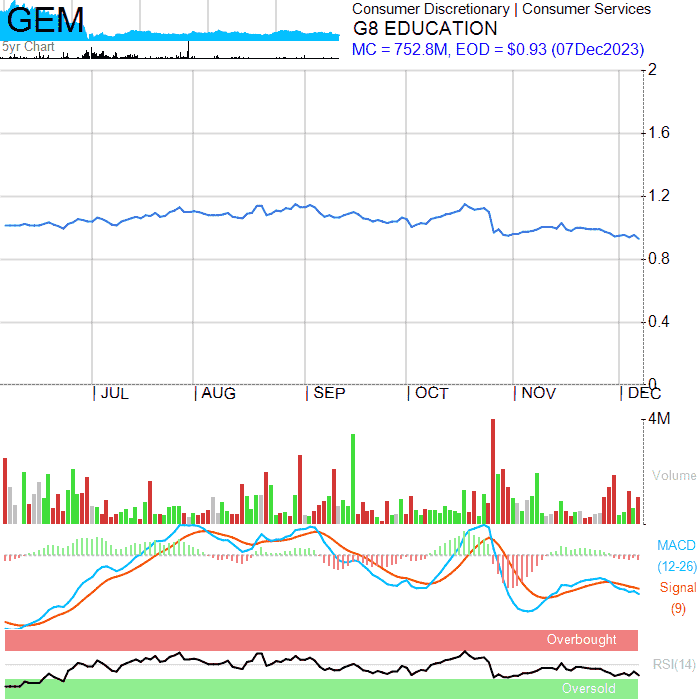 GEM
5yr Chart
Consumer Discretionary | Consumer Services
G8 EDUCATION
MC = 752.8M, EOD = $0.93 (07Dec2023)
2
1.6
1.2
0.8
0.4
0
JUL AUG SEP OCT NOV DEC
4M
Volume
MACD
(12-26)
Signal
(9)
Overbought
RSI(14)
Oversold